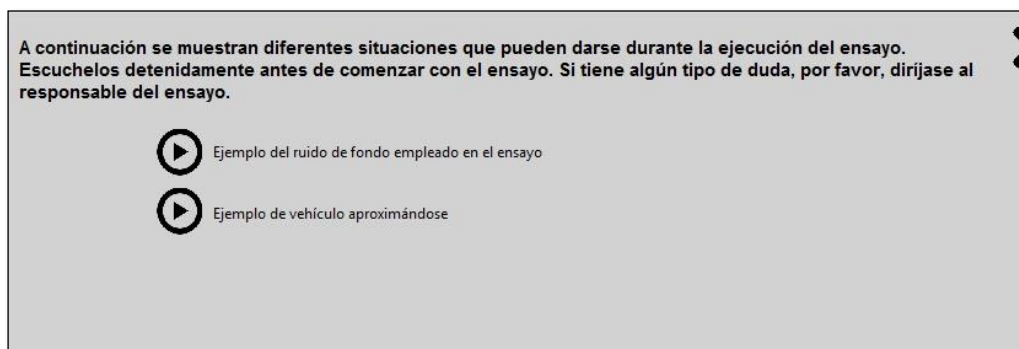 A continuación se muestran diferentes situaciones que pueden darse durante la ejecución del ensayo.
Escuchelos detenidamente antes de comenzar con el ensayo. Si tiene algún tipo de duda, por favor, diríjase al
responsable del ensayo.
Ejemplo del ruido de fondo empleado en el ensayo
Ejemplo de vehículo aproximándose